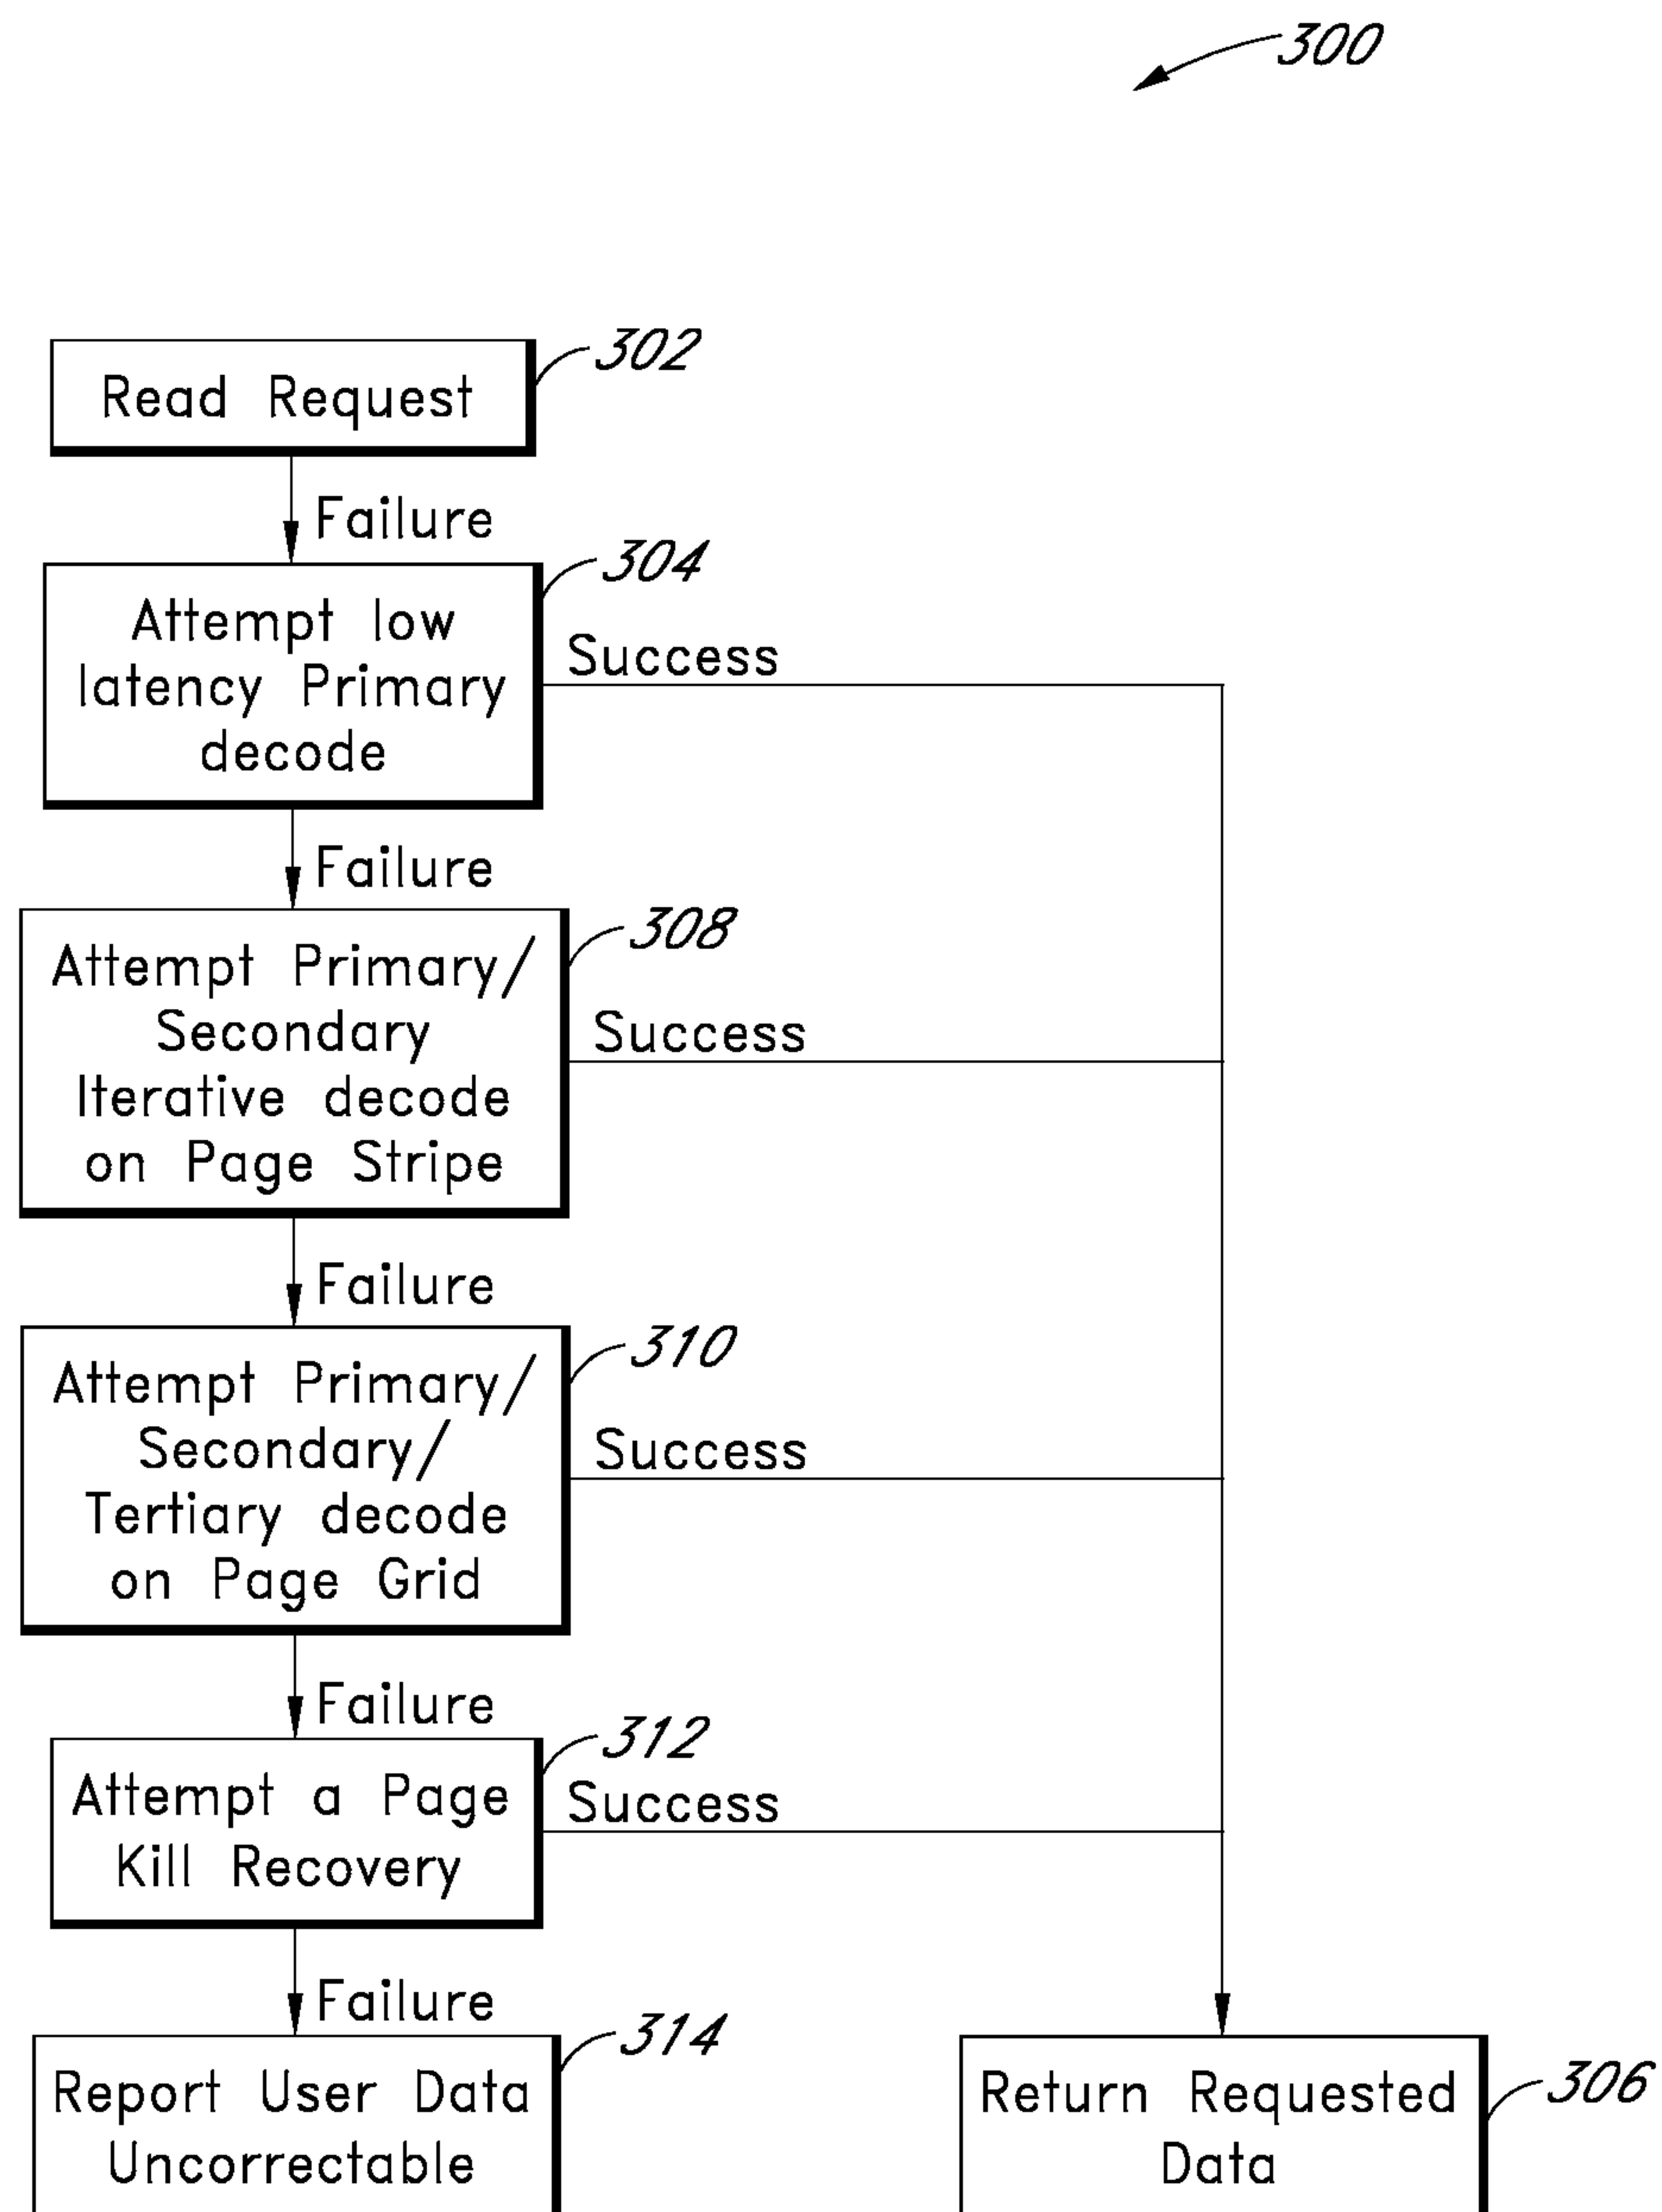 300
302
Read Request
Failure
304
Attempt low
latency Primary
decode
Success
Failure
308
Attempt Primary/
Secondary
Iterative decode
on Page Stripe
Success
Failure
310
Attempt Primary/
Secondary/
Tertiary decode
on Page Grid
Success
Failure
312
Attempt a Page
Kill Recovery
Success
Failure
314
Report User Data
Uncorrectable
306
Return Requested
Data